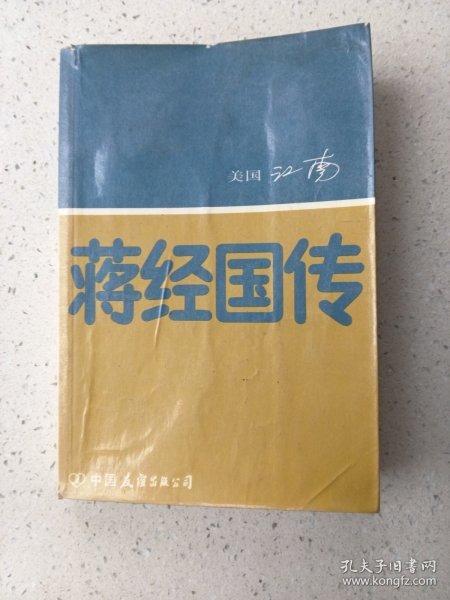 美国 江南
蒋经国传
中国友谊出版公司
孔夫子旧书网
www.kongfz.com